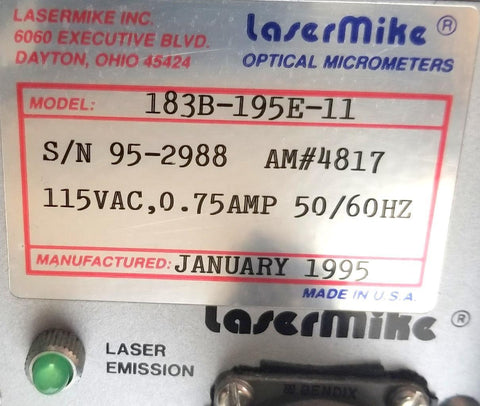 LASERMIKE INC.
6060 EXECUTIVE BLVD.
DAYTON, OHIO 45424
LaserMike®
OPTICAL MICROMETERS
MODEL: 183B-195E-11
S/N 95-2988 AM#4817
115VAC,0.75AMP 50/60HZ
MANUFACTURED: JANUARY 1995
MADE IN U.S.A.
LaserMike®
LASER
EMISSION
BENDIX